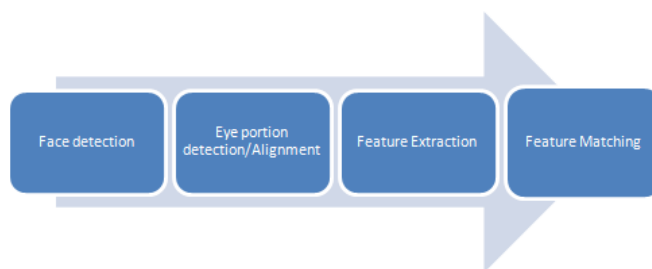 Face detection
Eye portion
detection/Alignment
Feature Extraction
Feature Matching